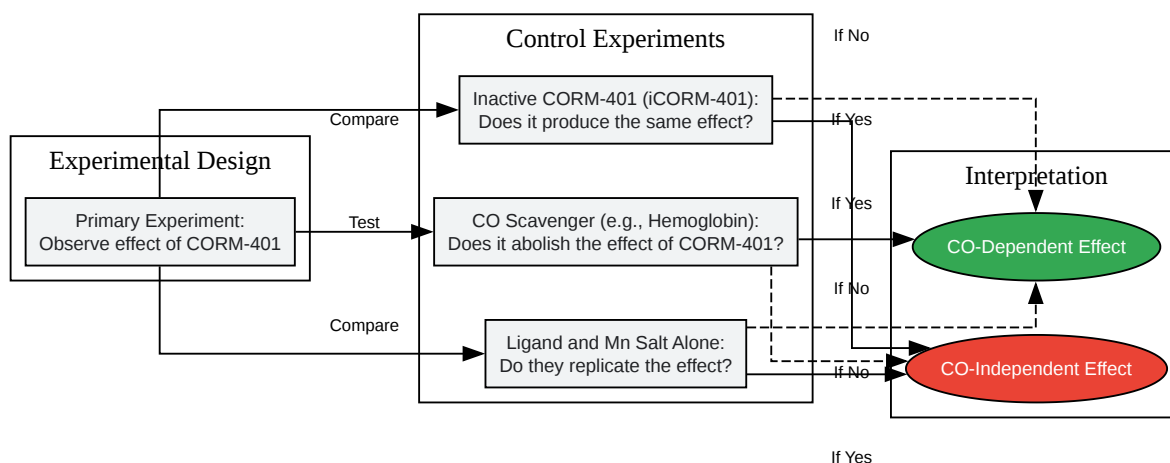 If No
Control Experiments
Inactive CORM-401 (iCORM-401):
Does it produce the same effect?
Compare
If Yes
Experimental Design
Interpretation
Primary Experiment:
Observe effect of CORM-401
Test
CO Scavenger (e.g., Hemoglobin):
Does it abolish the effect of CORM-401?
If Yes
CO-Dependent Effect
If No
Compare
Ligand and Mn Salt Alone:
Do they replicate the effect?
If No
CO-Independent Effect
If Yes